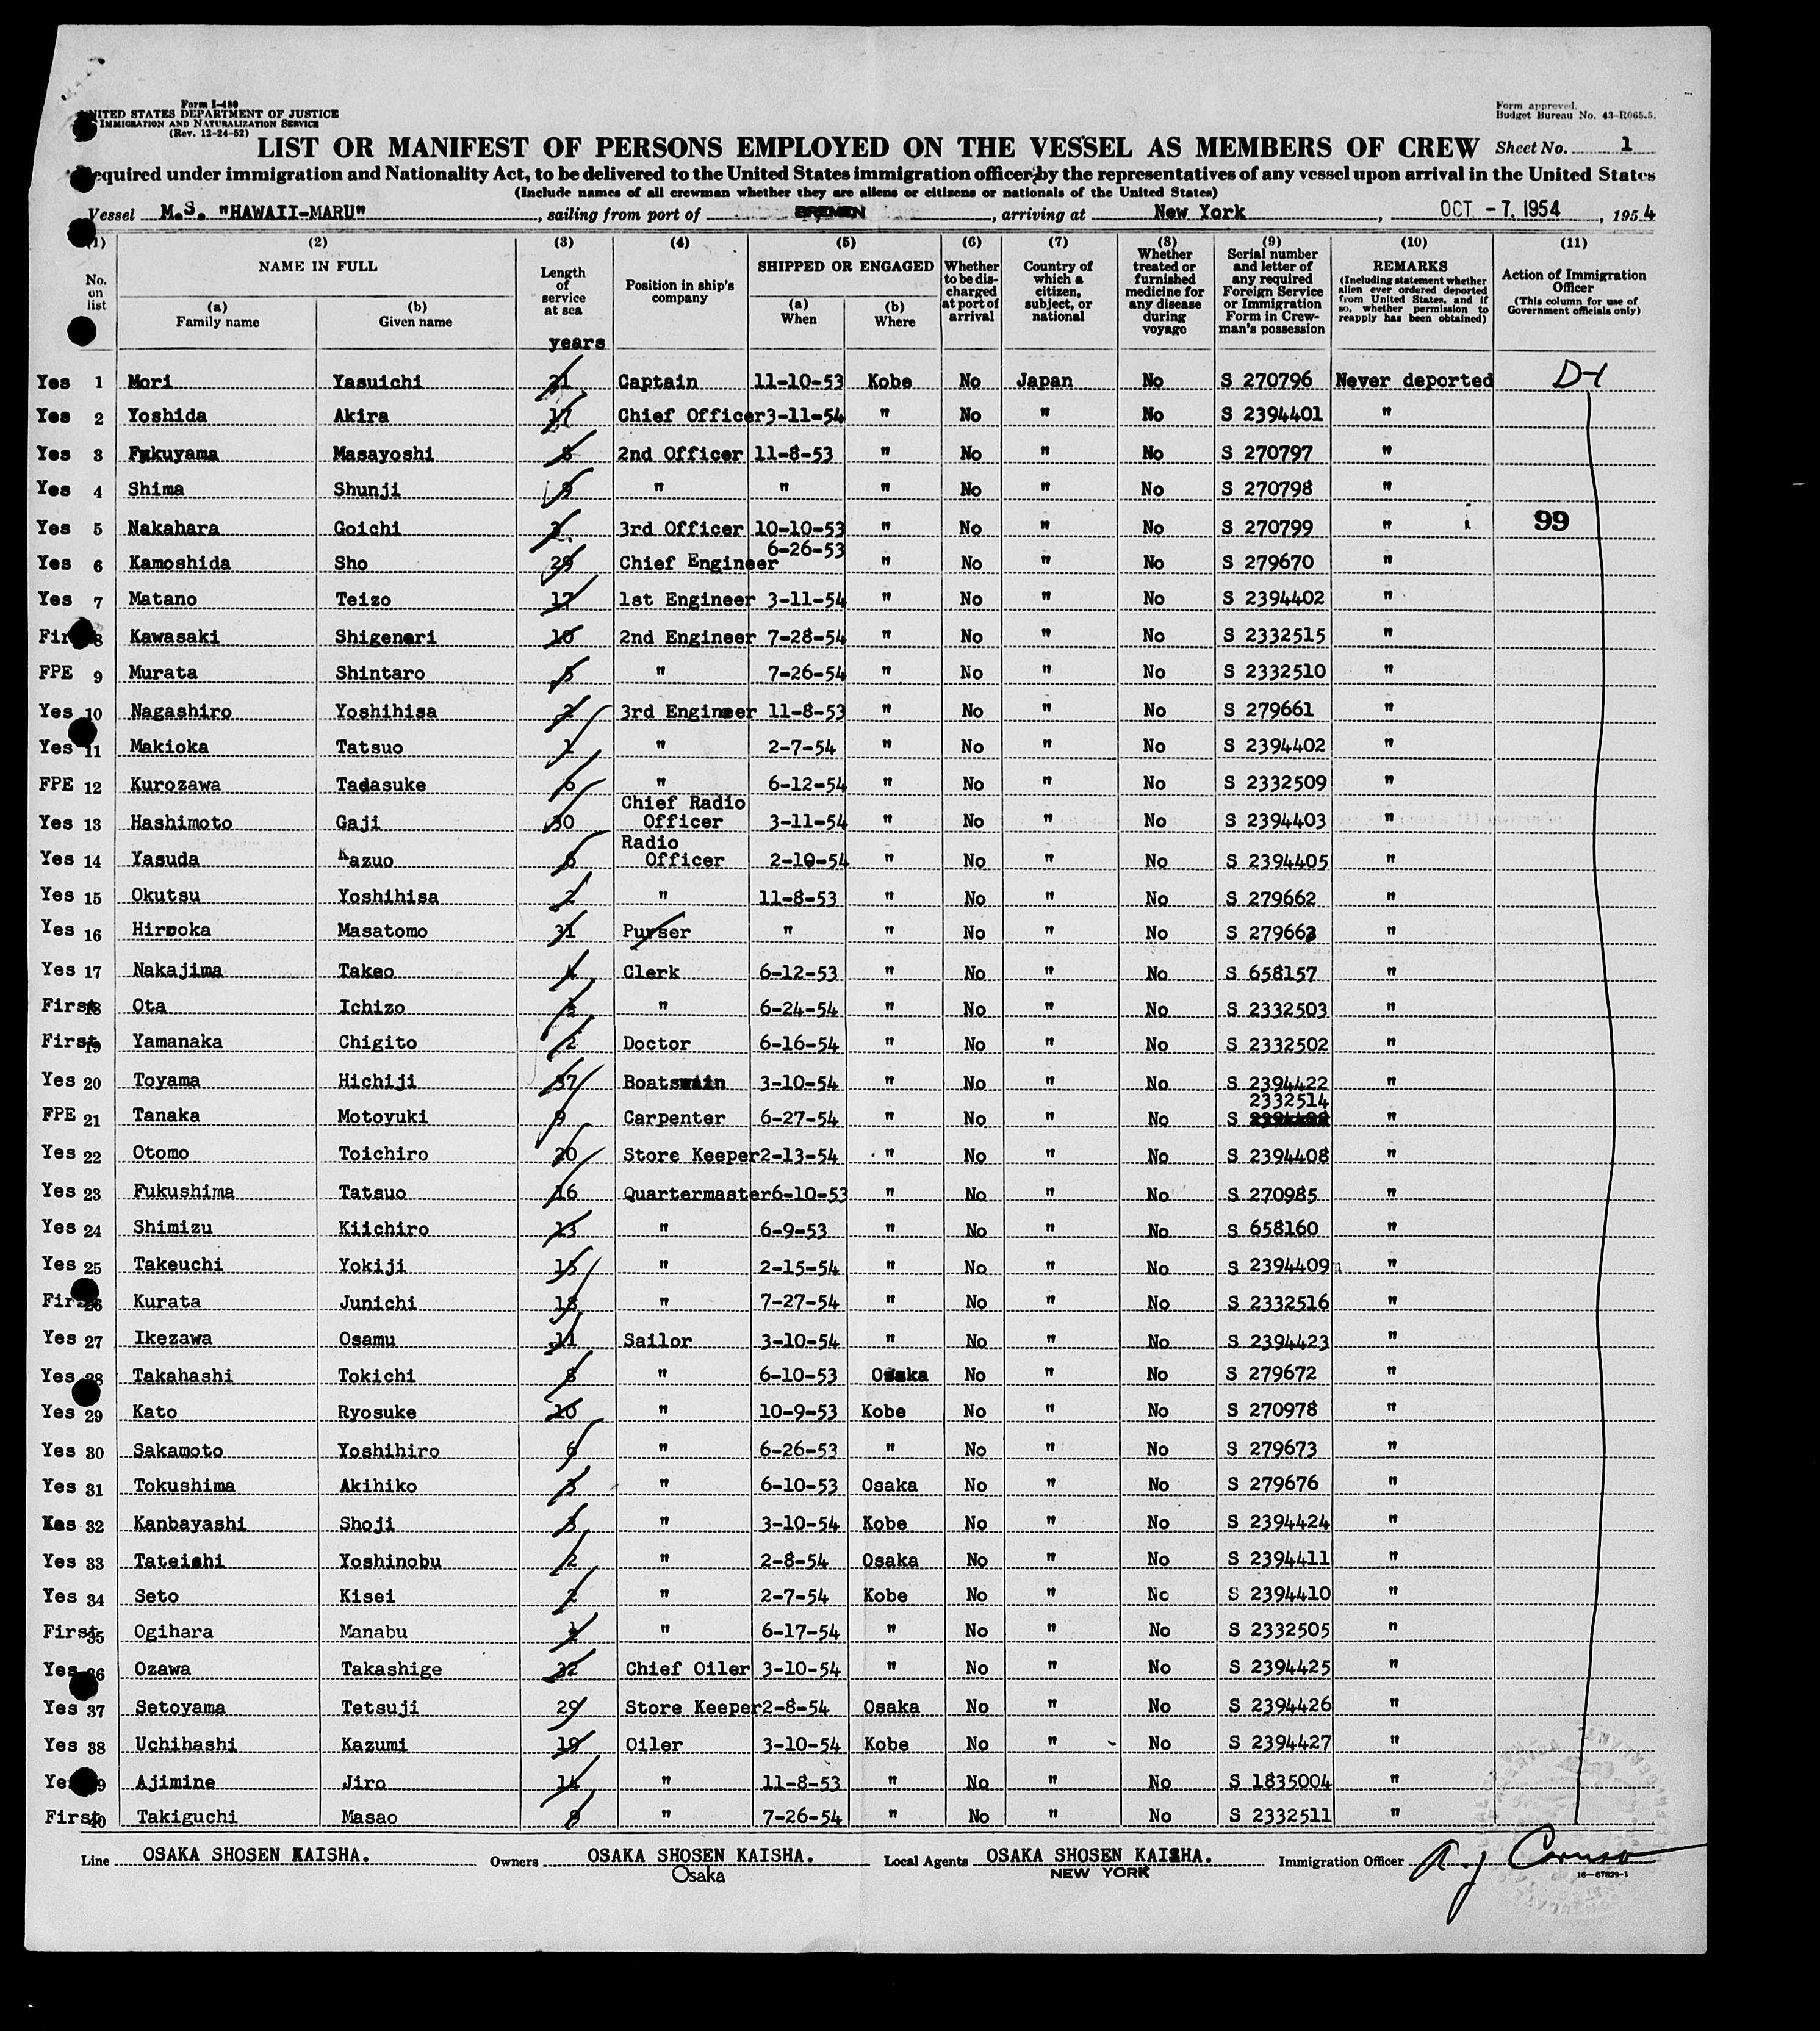 Form I-480
UNITED STATES DEPARTMENT OF JUSTICE
IMMIGRATION AND NATURALIZATION SERVICE
(Rev. 12-24-52)
Form approved.
Budget Bureau No. 43-R065.5.
LIST OR MANIFEST OF PERSONS EMPLOYED ON THE VESSEL AS MEMBERS OF CREW Sheet No. 1
equired under immigration and Nationality Act, to be delivered to the United States immigration officer by the representatives of any vessel upon arrival in the United States
(Include names of all crewman whether they are aliens or citizens or nationals of the United States)
Vessel M.S. "HAWAII-MARU", sailing from port of BREMEN, arriving at New York, OCT -7. 1954, 1954
(1) (2) (3) (4) (5) (6) (7) (8) (9) (10) (11)
No. on list
NAME IN FULL
(a) Family name
(b) Given name
Length of service at sea
years
Position in ship's company
SHIPPED OR ENGAGED
(a) When
(b) Where
Whether to be discharged at port of arrival
Country of which a citizen, subject, or national
Whether treated or furnished medicine for any disease during voyage
Serial number and letter of any required Foreign Service or Immigration Form in Crewman's possession
REMARKS
(Including statement whether alien ever ordered deported from United States, and if so, whether permission to reapply has been obtained)
Action of Immigration Officer
(This column for use of Government officials only)
Yes 1 Mori Yasuichi 21 Captain 11-10-53 Kobe No Japan No S 270796 Never deported D-1
Yes 2 Yoshida Akira 17 Chief Officer 3-11-54 " No " No S 2394401 "
Yes 3 Fukuyama Masayoshi 8 2nd Officer 11-8-53 " No " No S 270797 "
Yes 4 Shima Shunji 9 " " " No " No S 270798 "
Yes 5 Nakahara Goichi 3rd Officer 10-10-53 " No " No S 270799 " 99
Yes 6 Kamoshida Sho 29 Chief Engineer 6-26-53 " No " No S 279670 "
Yes 7 Matano Teizo 17 1st Engineer 3-11-54 " No " No S 2394402 "
Fir 8 Kawasaki Shigenori 10 2nd Engineer 7-28-54 " No " No S 2332515 "
FPE 9 Murata Shintaro 5 " 7-26-54 " No " No S 2332510 "
Yes 10 Nagashiro Yoshihisa 2 3rd Engineer 11-8-53 " No " No S 279661 "
Yes 11 Makioka Tatsuo 1 " 2-7-54 " No " No S 2394402 "
FPE 12 Kurozawa Tadasuke 6 " 6-12-54 " No " No S 2332509 "
Yes 13 Hashimoto Gaji 30 Chief Radio Officer 3-11-54 " No " No S 2394403 "
Yes 14 Yasuda Kazuo 6 Radio Officer 2-10-54 " No " No S 2394405 "
Yes 15 Okutsu Yoshihisa 2 " 11-8-53 " No " No S 279662 "
Yes 16 Hirooka Masatomo 31 Purser " " No " No S 279663 "
Yes 17 Nakajima Takeo 4 Clerk 6-12-53 " No " No S 658157 "
First 18 Ota Ichizo " 6-24-54 " No " No S 2332503 "
First 19 Yamanaka Chigito 2 Doctor 6-16-54 " No " No S 2332502 "
Yes 20 Toyama Hichiji 37 Boatswain 3-10-54 " No " No S 2394422 "
FPE 21 Tanaka Motoyuki 9 Carpenter 6-27-54 " No " No S 2332514 "
Yes 22 Otomo Toichiro 20 Store Keeper 2-13-54 " No " No S 2394408 "
Yes 23 Fukushima Tatsuo 16 Quartermaster 6-10-53 " No " No S 270985 "
Yes 24 Shimizu Kiichiro 13 " 6-9-53 " No " No S 658160 "
Yes 25 Takeuchi Yokiji 15 " 2-15-54 " No " No S 2394409 "
Firs 26 Kurata Junichi 18 " 7-27-54 " No " No S 2332516 "
Yes 27 Ikezawa Osamu 11 Sailor 3-10-54 " No " No S 2394423 "
Yes 28 Takahashi Tokichi 8 " 6-10-53 Osaka No " No S 279672 "
Yes 29 Kato Ryosuke 10 " 10-9-53 Kobe No " No S 270978 "
Yes 30 Sakamoto Yoshihiro 6 " 6-26-53 " No " No S 279673 "
Yes 31 Tokushima Akihiko 3 " 6-10-53 Osaka No " No S 279676 "
Yes 32 Kanbayashi Shoji 3 " 3-10-54 Kobe No " No S 2394424 "
Yes 33 Tateishi Yoshinobu 2 " 2-8-54 Osaka No " No S 2394411 "
Yes 34 Seto Kisei 2 " 2-7-54 Kobe No " No S 2394410 "
First 35 Ogihara Manabu " 6-17-54 " No " No S 2332505 "
Yes 36 Ozawa Takashige 32 Chief Oiler 3-10-54 " No " No S 2394425 "
Yes 37 Setoyama Tetsuji 29 Store Keeper 2-8-54 Osaka No " No S 2394426 "
Yes 38 Uchihashi Kazumi 19 Oiler 3-10-54 Kobe No " No S 2394427 "
Ye 39 Ajimine Jiro 14 " 11-8-53 " No " No S 1835004 "
First 40 Takiguchi Masao 9 " 7-26-54 " No " No S 2332511 "
Line OSAKA SHOSEN KAISHA. Owners OSAKA SHOSEN KAISHA. Local Agents OSAKA SHOSEN KAISHA. Immigration Officer A. J. Caruso
Osaka NEW YORK 16-67829-1